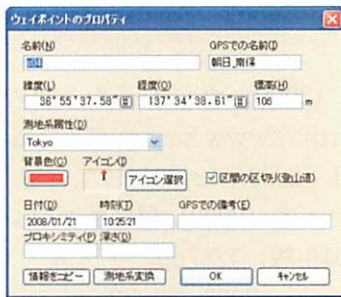 ウェイポイントのプロパティ
名前(N)
GPSでの名前(I)
t04
朝日_南保
緯度(L)
経度(O)
標高(H)
36°55'37.58"
137°34'38.61"
106 m
測地系属性(D)
Tokyo
背景色(C)
アイコン(I)
アイコン選択
区間の区切り(登山道)
日付(D)
時刻(T)
GPSでの備考(E)
2008/01/21
10:25:21
プロキシミティ(P)
深さ(D)
情報をコピー
測地系変換
OK
キャンセル